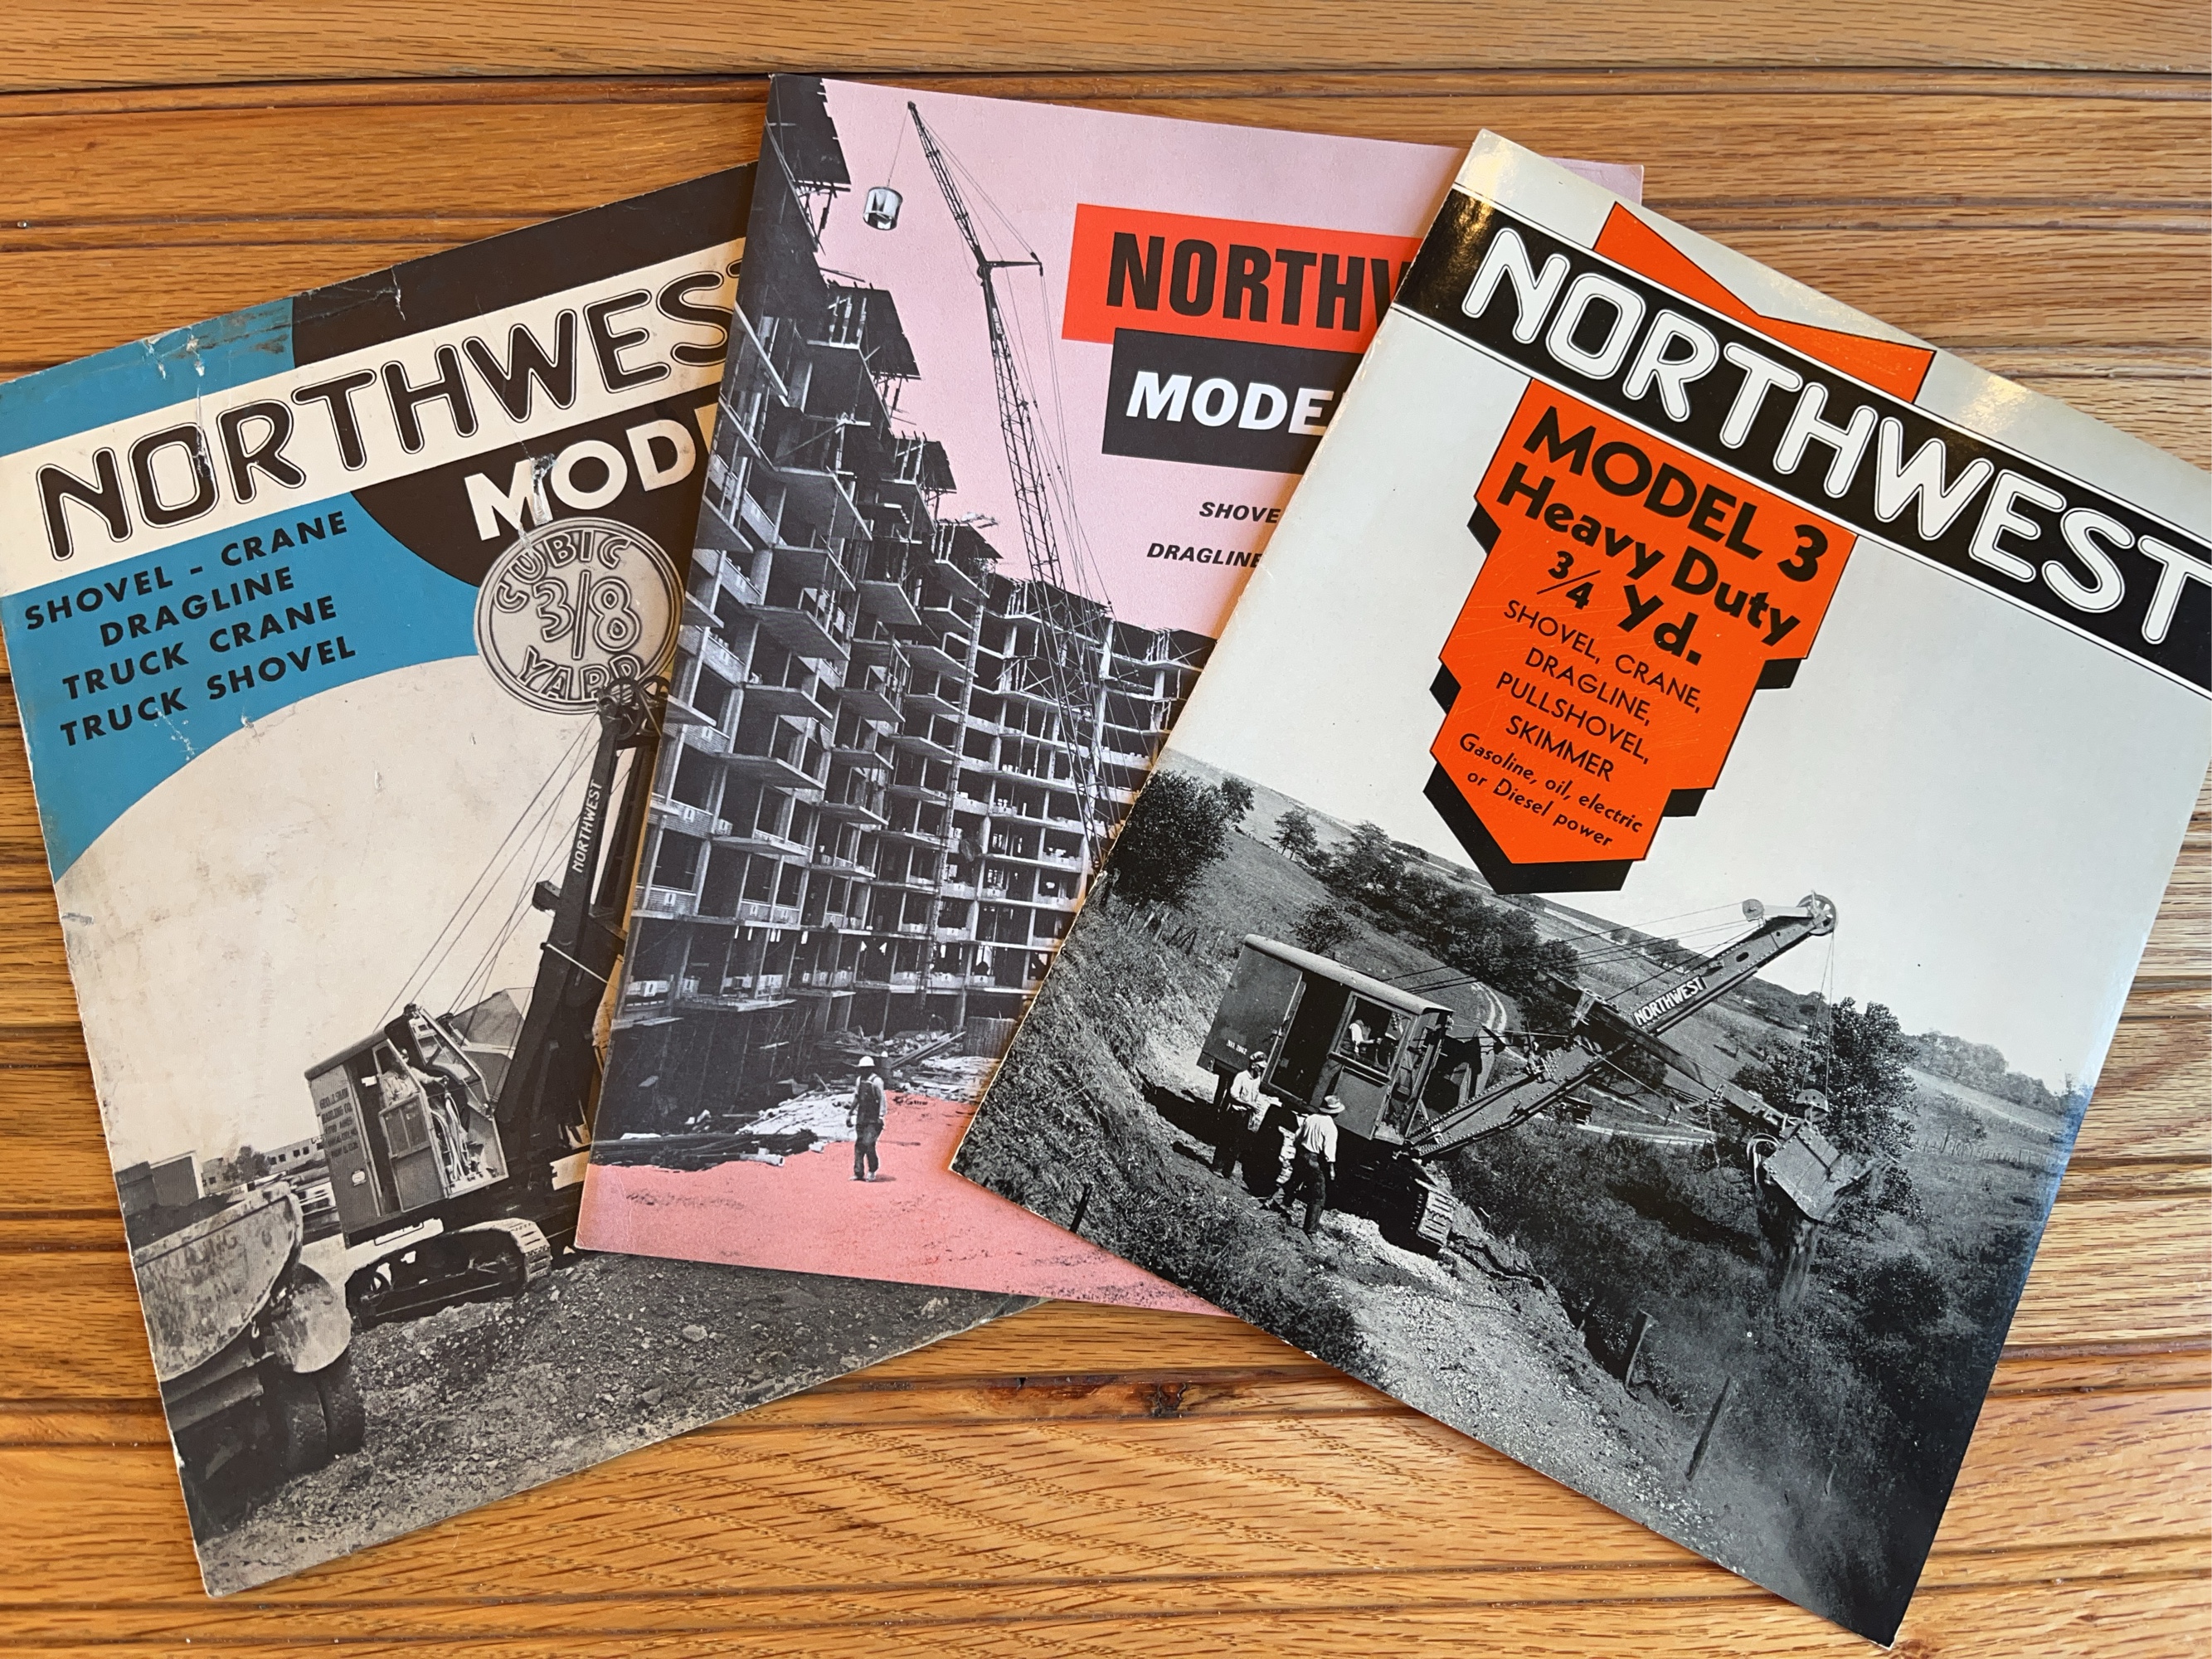 NORTHWEST
MOD
SHOVEL - CRANE
DRAGLINE
TRUCK CRANE
TRUCK SHOVEL
CUBIC
3/8
YARD
NORTHWEST
NORTHW
MODE
SHOVE
DRAGLINE
NORTHWEST
MODEL 3
Heavy Duty
3/4 Yd.
SHOVEL, CRANE,
DRAGLINE,
PULLSHOVEL,
SKIMMER
Gasoline, oil, electric
or Diesel power
NORTHWEST